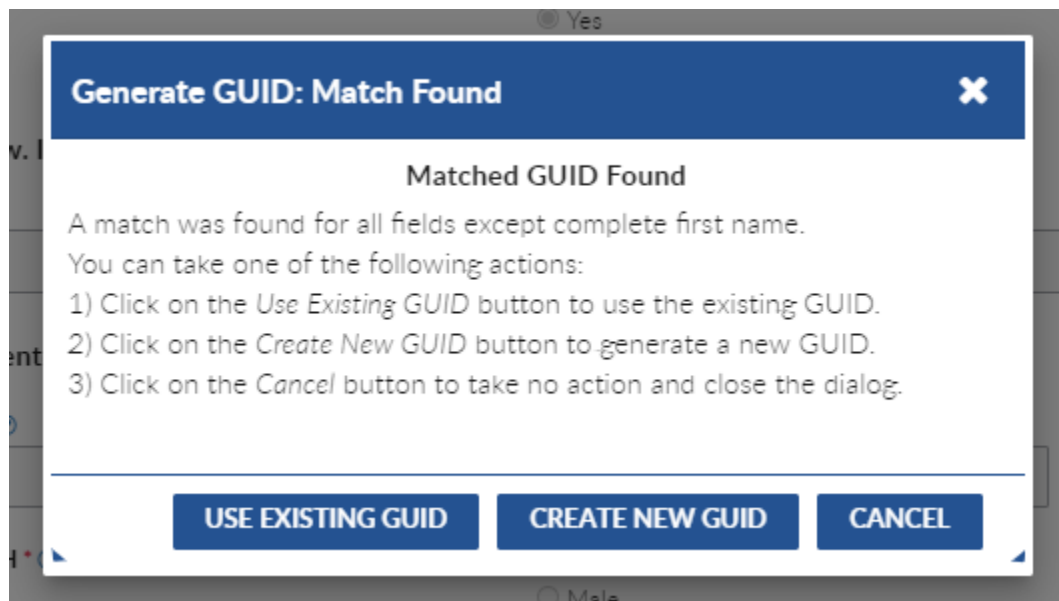 Yes
Generate GUID: Match Found
Matched GUID Found
A match was found for all fields except complete first name.
You can take one of the following actions:
1) Click on the Use Existing GUID button to use the existing GUID.
2) Click on the Create New GUID button to generate a new GUID.
3) Click on the Cancel button to take no action and close the dialog.
USE EXISTING GUID CREATE NEW GUID CANCEL
Male